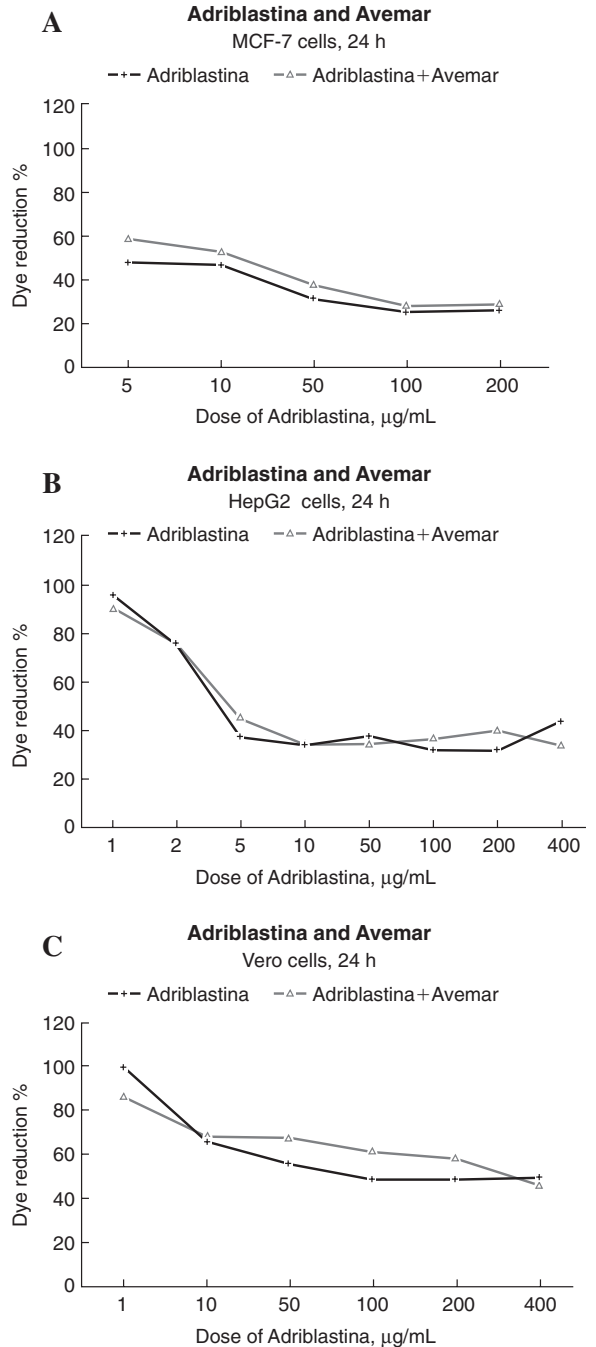 A
Adriblastina and Avemar
MCF-7 cells, 24 h
Adriblastina Adriblastina+Avemar
120
100
80
60
40
20
0
Dye reduction %
5 10 50 100 200
Dose of Adriblastina, μg/mL
B
Adriblastina and Avemar
HepG2 cells, 24 h
Adriblastina Adriblastina+Avemar
120
100
80
60
40
20
0
Dye reduction %
1 2 5 10 50 100 200 400
Dose of Adriblastina, μg/mL
C
Adriblastina and Avemar
Vero cells, 24 h
Adriblastina Adriblastina+Avemar
120
100
80
60
40
20
0
Dye reduction %
1 10 50 100 200 400
Dose of Adriblastina, μg/mL